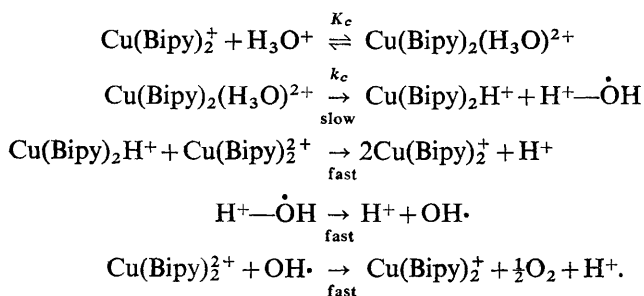 Cu(Bipy)₂⁺ + H₃O⁺ ⇌ Cu(Bipy)₂(H₃O)²⁺ K_c
Cu(Bipy)₂(H₃O)²⁺ → Cu(Bipy)₂H⁺ + H⁺—ȮH k_c slow
Cu(Bipy)₂H⁺ + Cu(Bipy)₂²⁺ → 2Cu(Bipy)₂⁺ + H⁺ fast
H⁺—ȮH → H⁺ + OH· fast
Cu(Bipy)₂²⁺ + OH· → Cu(Bipy)₂⁺ + ½O₂ + H⁺. fast